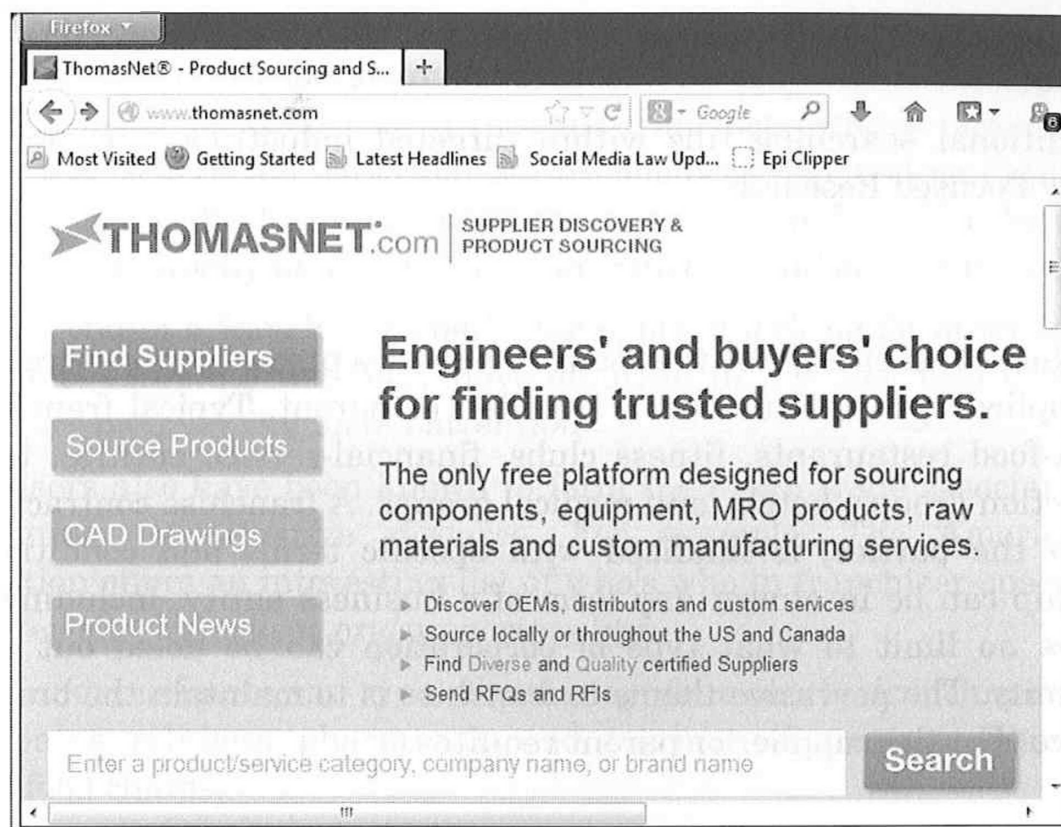 Firefox
ThomasNet® - Product Sourcing and S...
www.thomasnet.com
Google
6
Most Visited Getting Started Latest Headlines Social Media Law Upd... Epi Clipper
THOMASNET.com
SUPPLIER DISCOVERY &
PRODUCT SOURCING
Find Suppliers
Source Products
CAD Drawings
Product News
Engineers' and buyers' choice
for finding trusted suppliers.
The only free platform designed for sourcing
components, equipment, MRO products, raw
materials and custom manufacturing services.
Discover OEMs, distributors and custom services
Source locally or throughout the US and Canada
Find Diverse and Quality certified Suppliers
Send RFQs and RFIs
Enter a product/service category, company name, or brand name
Search